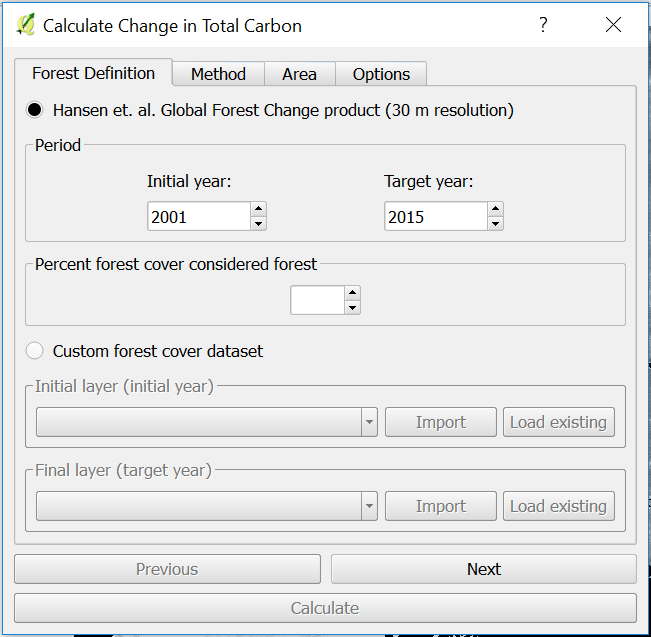 Calculate Change in Total Carbon
?
Forest Definition Method Area Options
Hansen et. al. Global Forest Change product (30 m resolution)
Period
Initial year: Target year:
2001 2015
Percent forest cover considered forest
Custom forest cover dataset
Initial layer (initial year)
Import Load existing
Final layer (target year)
Import Load existing
Previous Next
Calculate